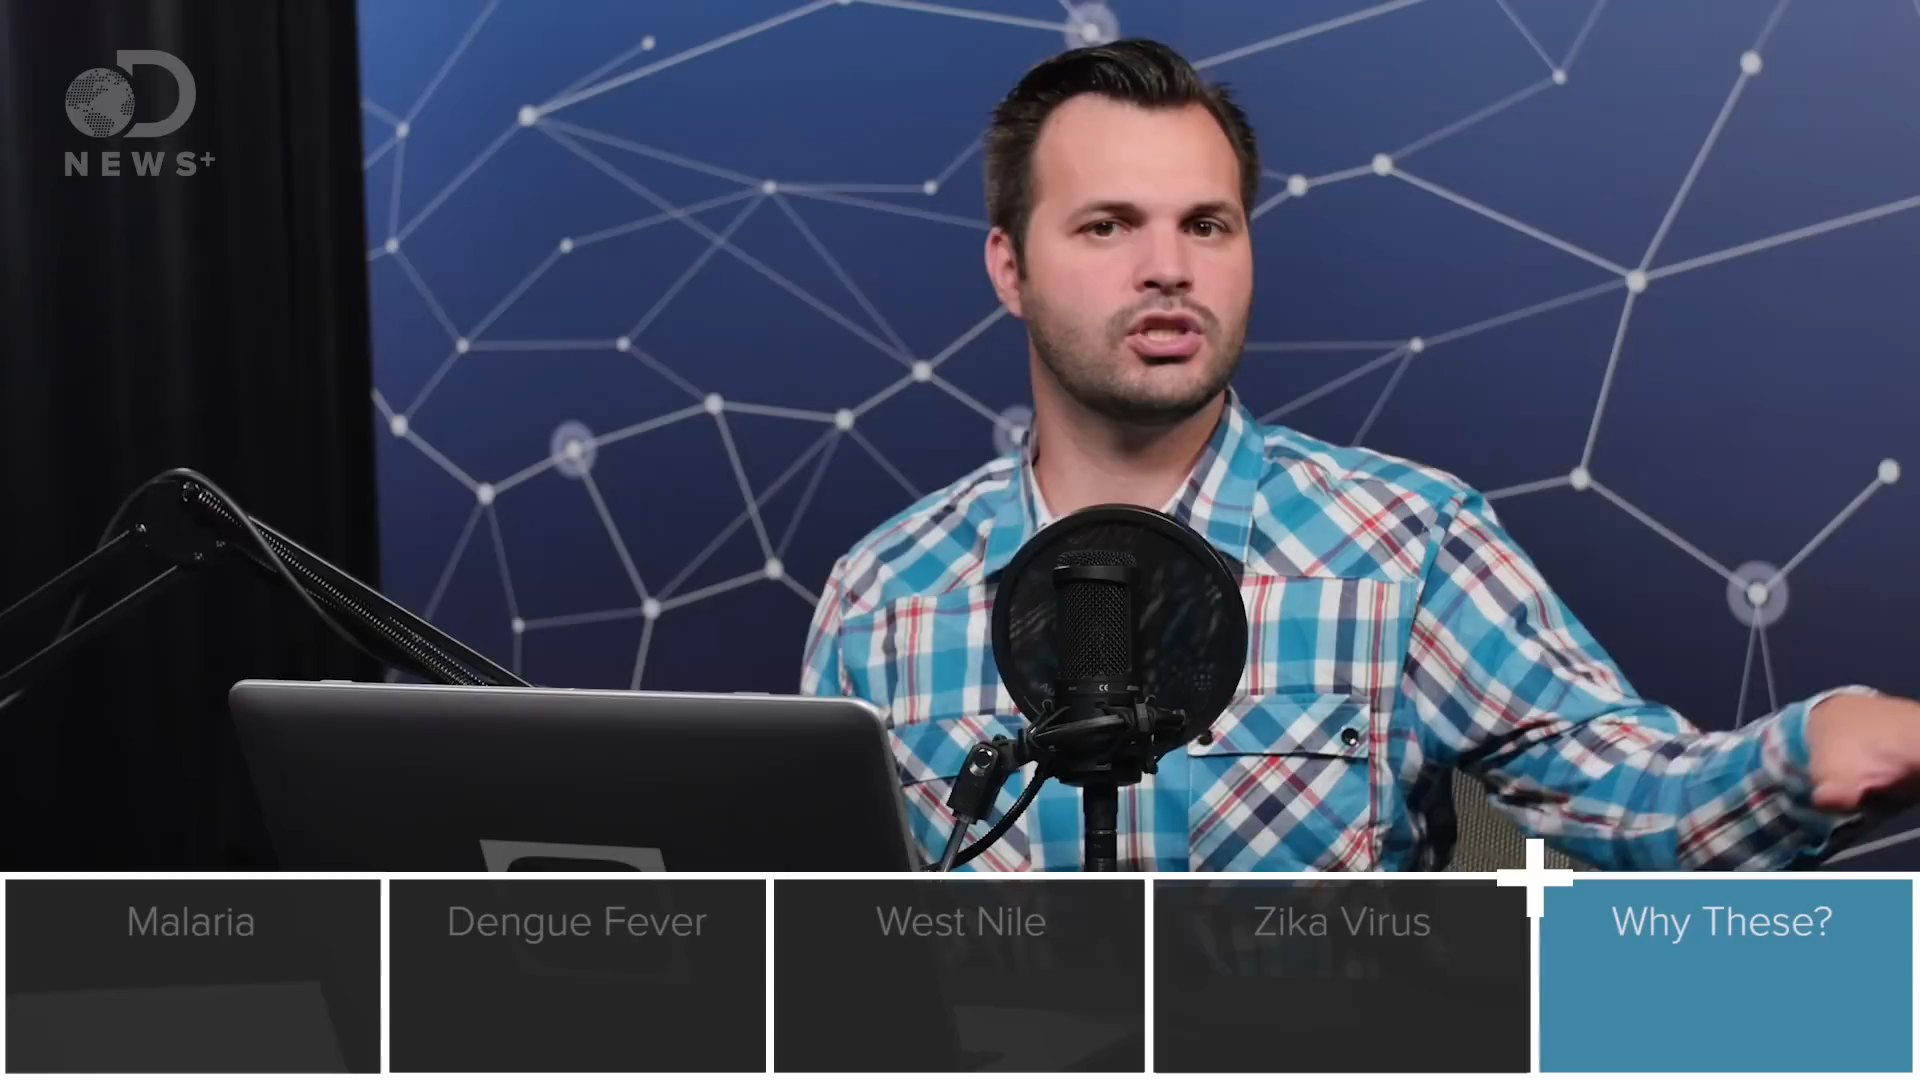 NEWS+
Malaria
Dengue Fever
West Nile
Zika Virus
Why These?